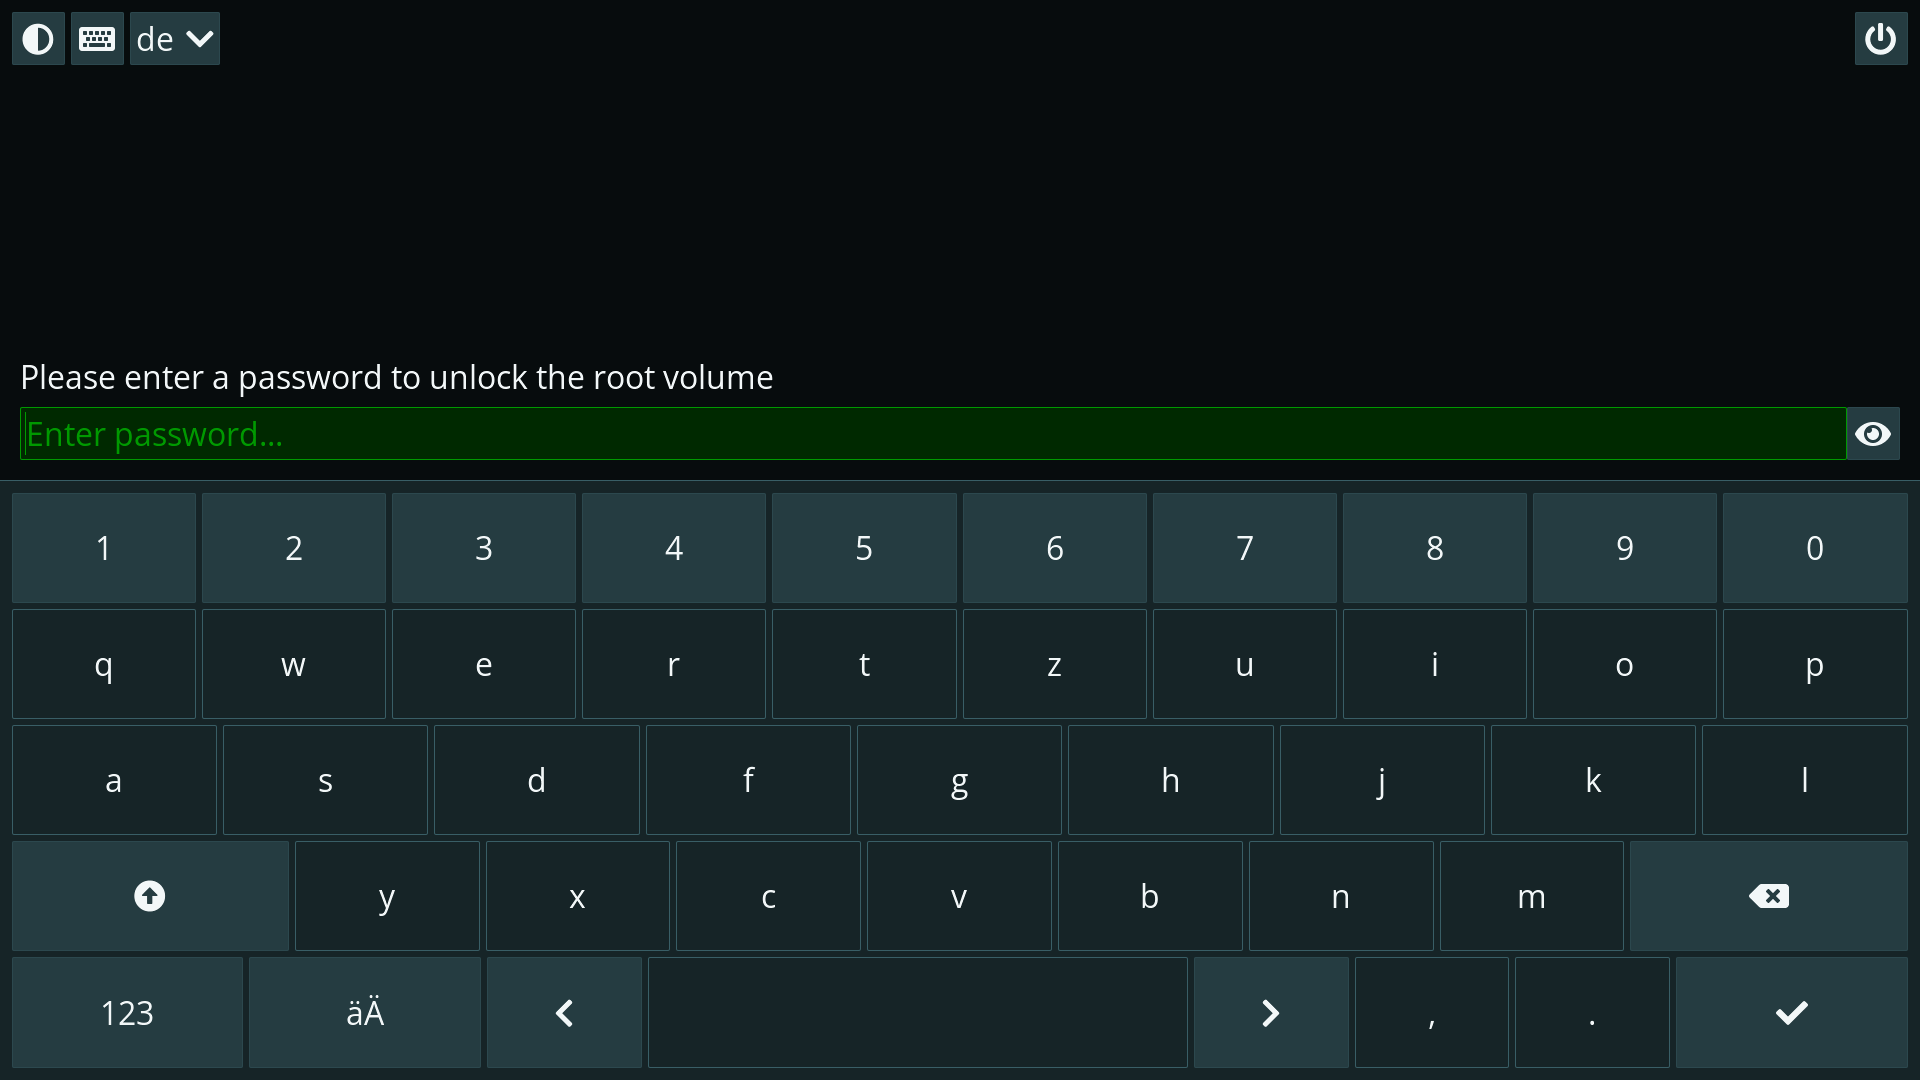 de
Please enter a password to unlock the root volume
Enter password...
1 2 3 4 5 6 7 8 9 0
q w e r t z u i o p
a s d f g h j k l
y x c v b n m
123 äÄ , .